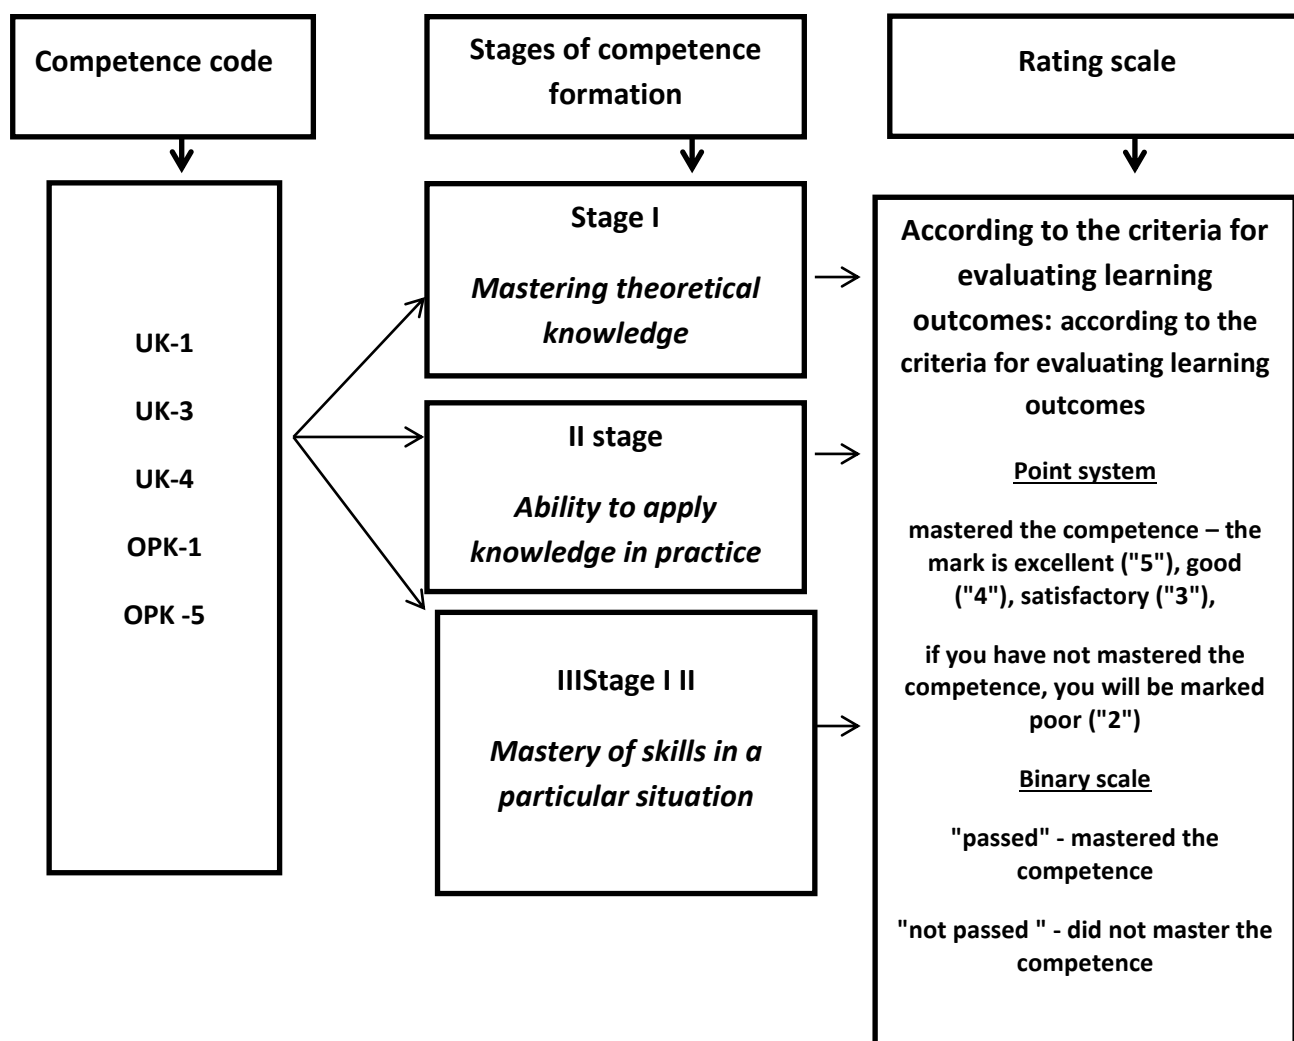 Competence code
Stages of competence
formation
Rating scale
UK-1
UK-3
UK-4
OPK-1
OPK -5
Stage I
Mastering theoretical
knowledge
II stage
Ability to apply
knowledge in practice
IIIStage I II
Mastery of skills in a
particular situation
According to the criteria for
evaluating learning
outcomes: according to the
criteria for evaluating learning
outcomes
Point system
mastered the competence – the
mark is excellent ("5"), good
("4"), satisfactory ("3"),
if you have not mastered the
competence, you will be marked
poor ("2")
Binary scale
"passed" - mastered the
competence
"not passed " - did not master the
competence